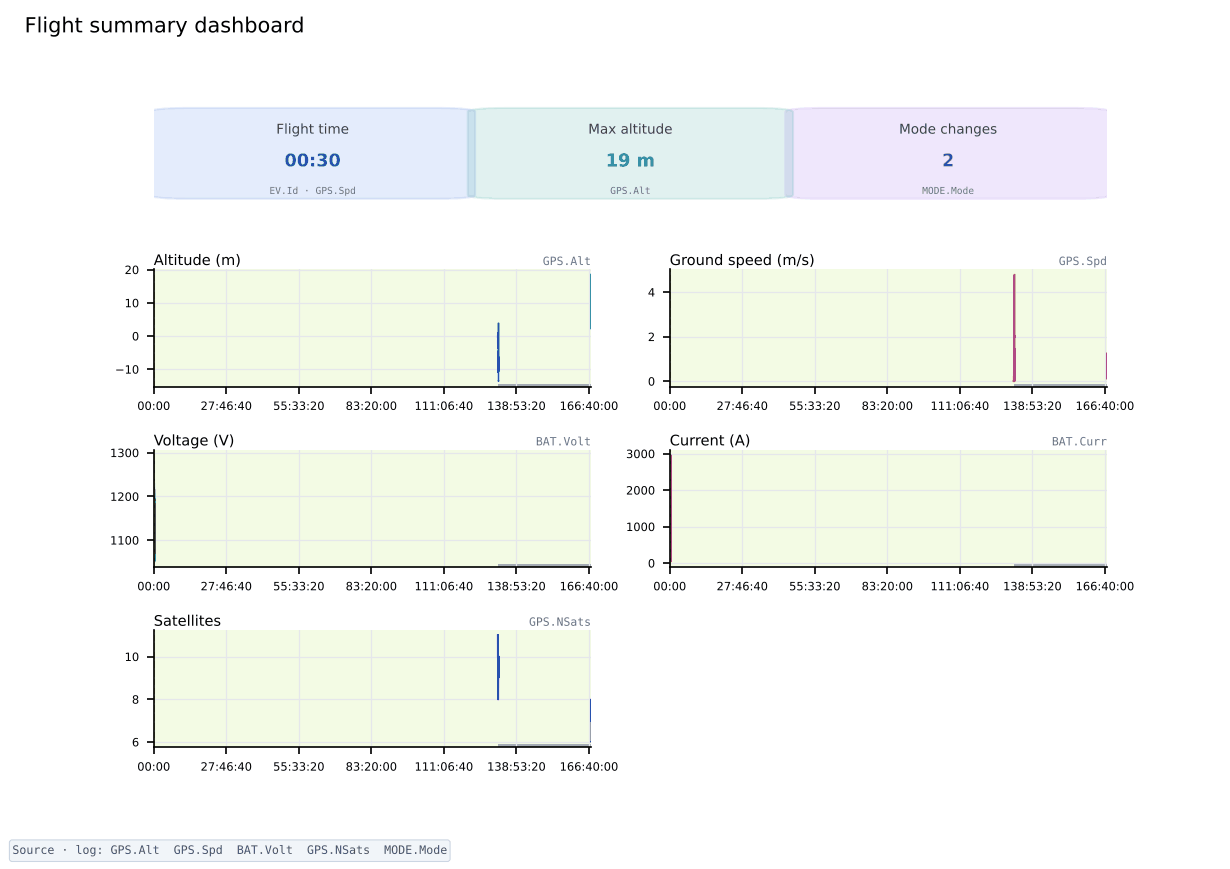 Flight summary dashboard
Flight time
00:30
EV.Id · GPS.Spd
Max altitude
19 m
GPS.Alt
Mode changes
2
MODE.Mode
Altitude (m)
GPS.Alt
20
10
0
−10
00:00 27:46:40 55:33:20 83:20:00 111:06:40 138:53:20 166:40:00
Ground speed (m/s)
GPS.Spd
4
2
0
00:00 27:46:40 55:33:20 83:20:00 111:06:40 138:53:20 166:40:00
Voltage (V)
BAT.Volt
1300
1200
1100
00:00 27:46:40 55:33:20 83:20:00 111:06:40 138:53:20 166:40:00
Current (A)
BAT.Curr
3000
2000
1000
0
00:00 27:46:40 55:33:20 83:20:00 111:06:40 138:53:20 166:40:00
Satellites
GPS.NSats
10
8
6
00:00 27:46:40 55:33:20 83:20:00 111:06:40 138:53:20 166:40:00
Source · log: GPS.Alt GPS.Spd BAT.Volt GPS.NSats MODE.Mode